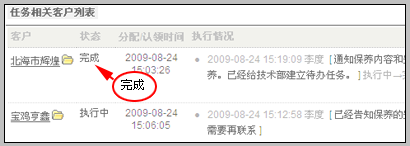 任务相关客户列表
客户 状态 分配/认领时间 执行情况
北海市辉煌 完成 2009-08-24 15:03:26 • 2009-08-24 15:19:09 李度 [ 通知保养内容和
养。已经给技术部建立待办任务。 ] 执行中→
完成
宝鸡亨鑫 执行中 2009-08-24 15:06:05 • 2009-08-24 15:12:58 李度 [ 已经告知保养的
需要再联系 ]